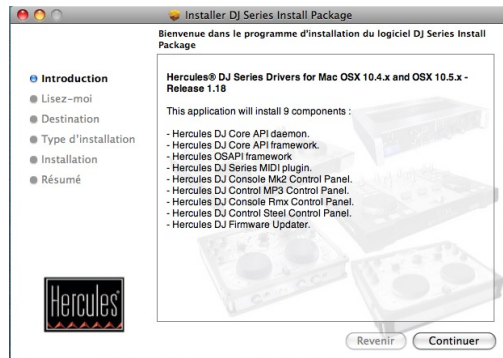 Installer DJ Series Install Package
Bienvenue dans le programme d'installation du logiciel DJ Series Install
Package
Introduction
Lisez-moi
Destination
Type d'installation
Installation
Résumé
Hercules® DJ Series Drivers for Mac OSX 10.4.x and OSX 10.5.x -
Release 1.18
This application will install 9 components :
- Hercules DJ Core API daemon.
- Hercules DJ Core API framework.
- Hercules OSAPI framework
- Hercules DJ Series MIDI plugin.
- Hercules DJ Console Mk2 Control Panel.
- Hercules DJ Control MP3 Control Panel.
- Hercules DJ Console Rmx Control Panel.
- Hercules DJ Control Steel Control Panel.
- Hercules DJ Firmware Updater.
Hercules
Revenir
Continuer